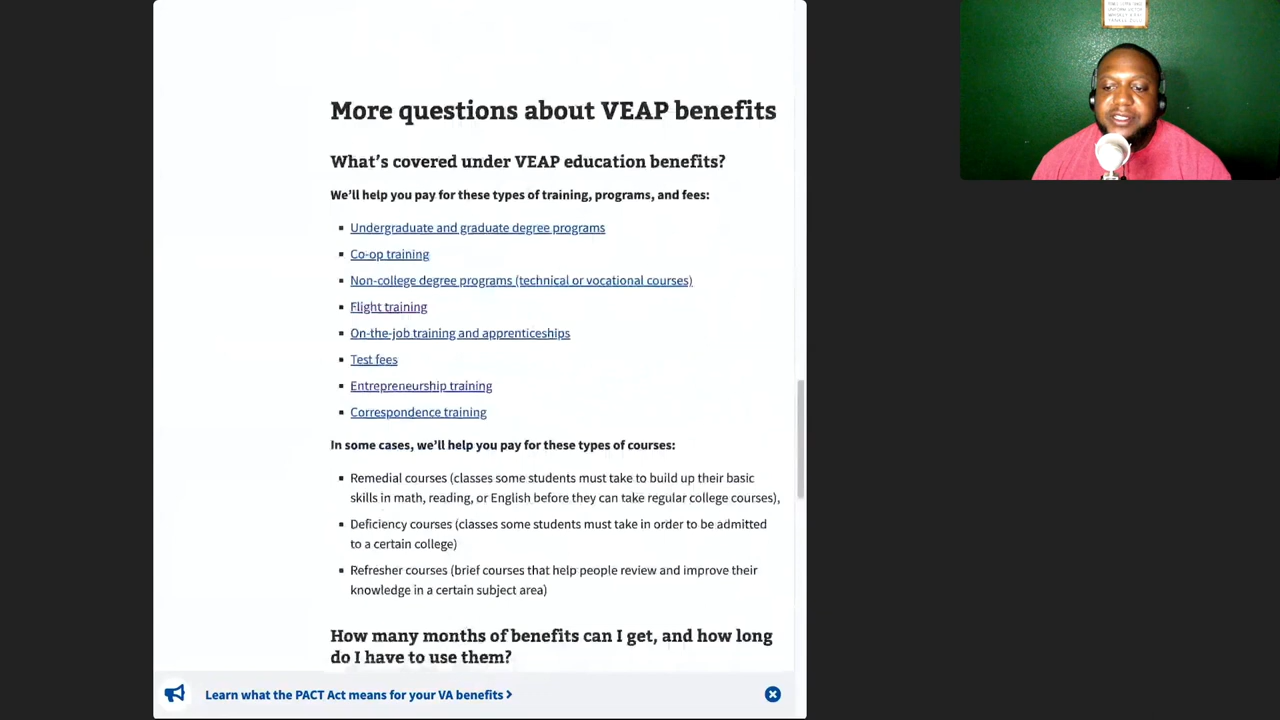 More questions about VEAP benefits
What's covered under VEAP education benefits?
We'll help you pay for these types of training, programs, and fees:
Undergraduate and graduate degree programs
Co-op training
Non-college degree programs (technical or vocational courses)
Flight training
On-the-job training and apprenticeships
Test fees
Entrepreneurship training
Correspondence training
In some cases, we'll help you pay for these types of courses:
Remedial courses (classes some students must take to build up their basic
skills in math, reading, or English before they can take regular college courses),
Deficiency courses (classes some students must take in order to be admitted
to a certain college)
Refresher courses (brief courses that help people review and improve their
knowledge in a certain subject area)
How many months of benefits can I get, and how long
do I have to use them?
Learn what the PACT Act means for your VA benefits